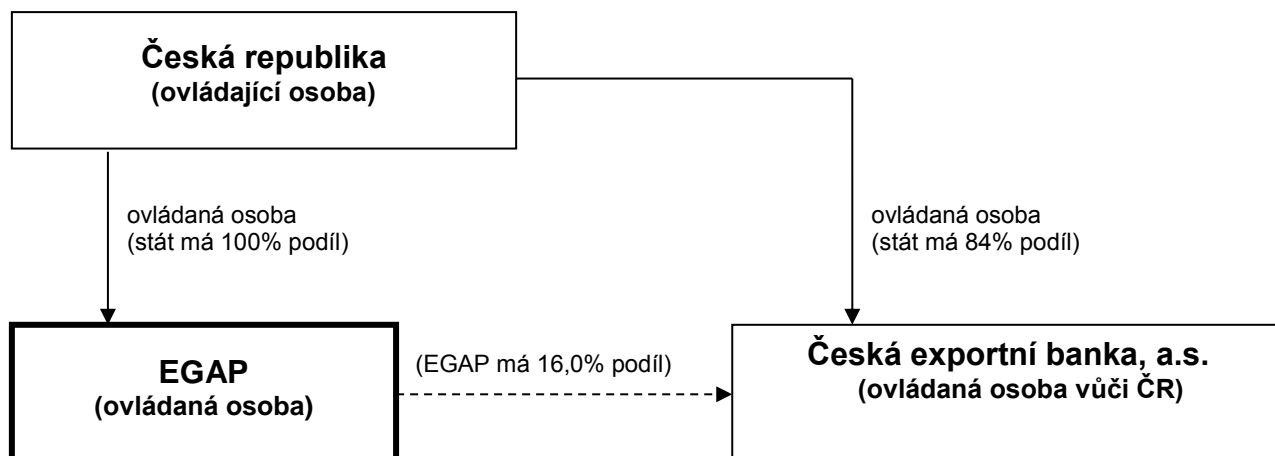 Česká republika
(ovládající osoba)
ovládaná osoba
(stát má 100% podíl)
ovládaná osoba
(stát má 84% podíl)
EGAP
(ovládaná osoba)
(EGAP má 16,0% podíl)
Česká exportní banka, a.s.
(ovládaná osoba vůči ČR)